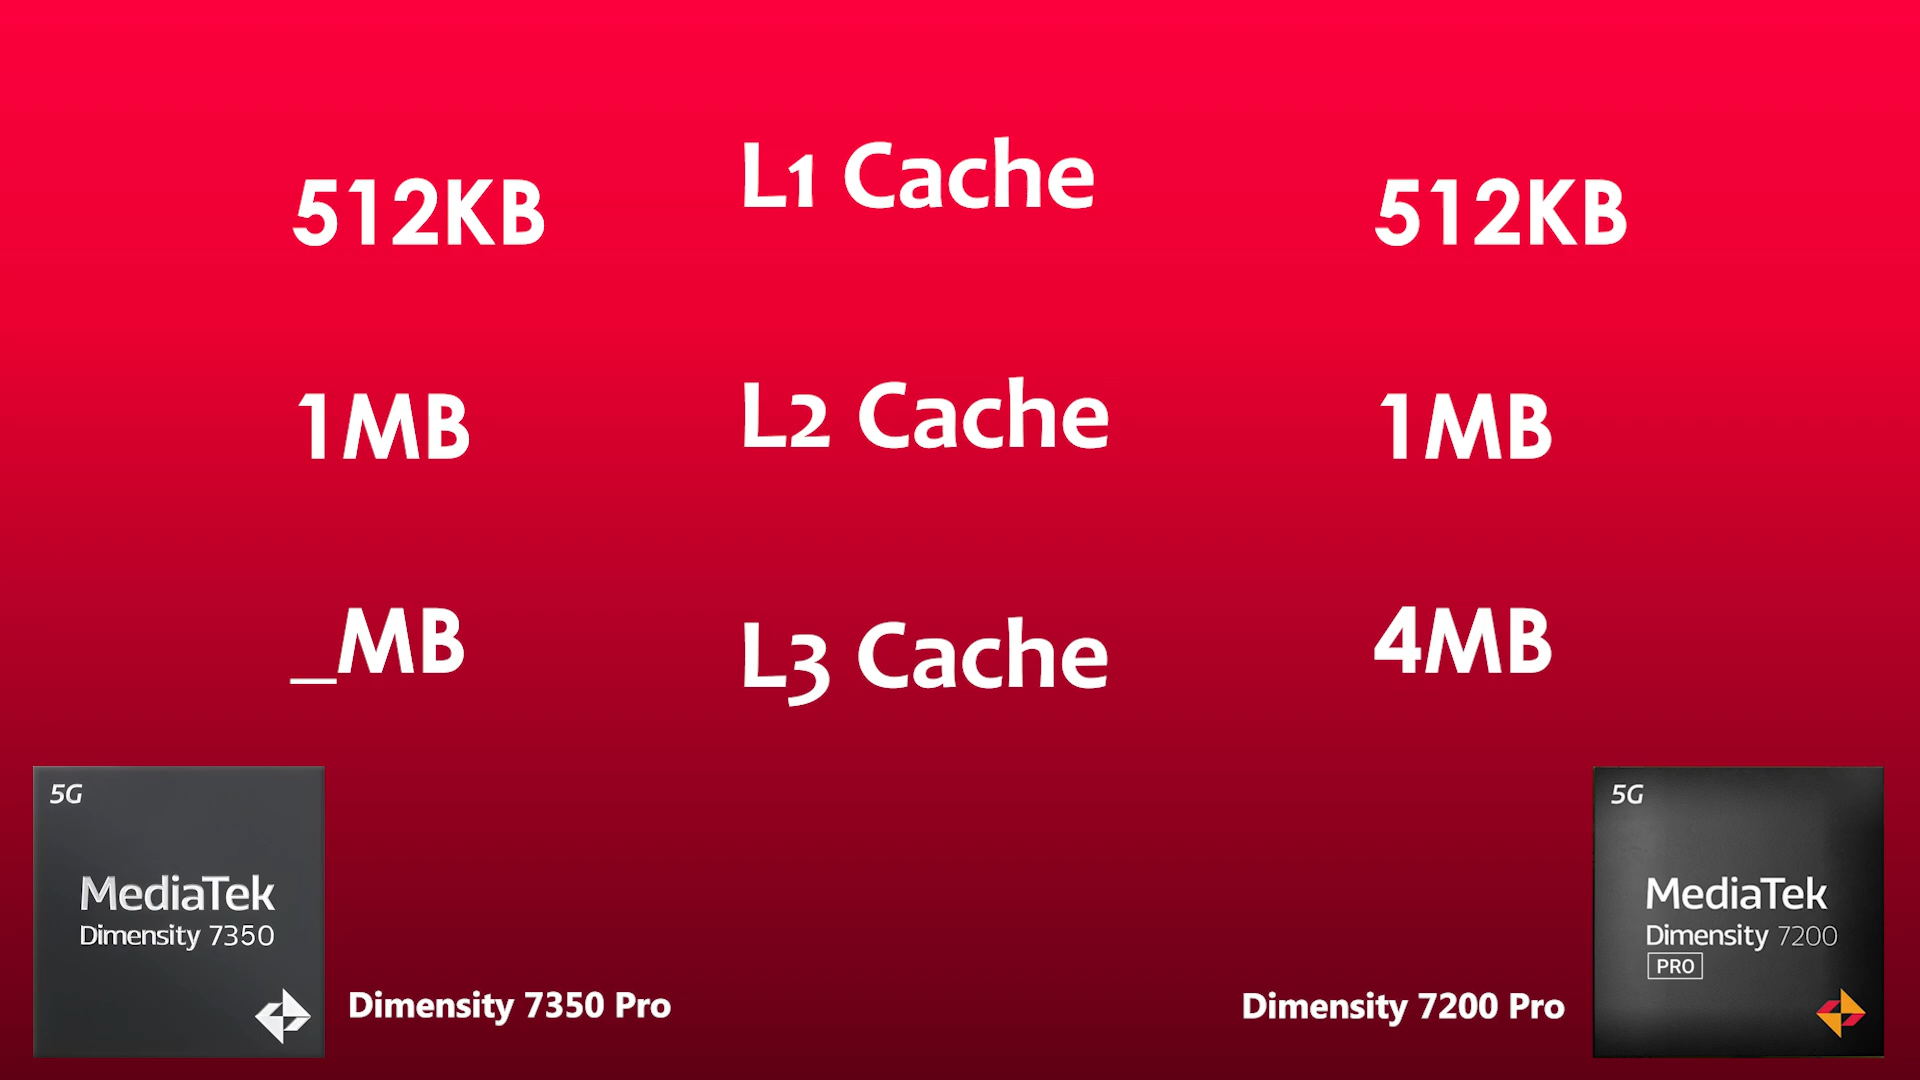 512KB L1 Cache 512KB
1MB L2 Cache 1MB
_MB L3 Cache 4MB
5G
MediaTek
Dimensity 7350
Dimensity 7350 Pro
5G
MediaTek
Dimensity 7200
PRO
Dimensity 7200 Pro